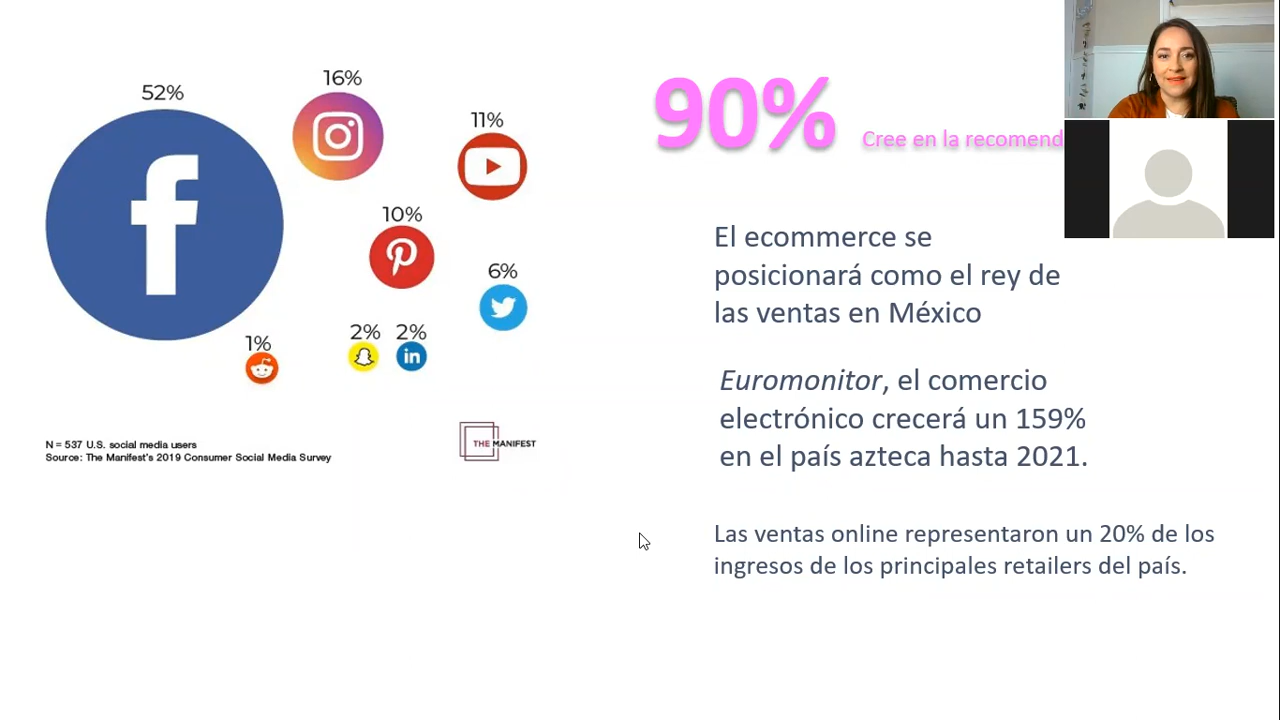 52%
16%
11%
10%
6%
1%
2%
2%
N = 537 U.S. social media users
Source: The Manifest's 2019 Consumer Social Media Survey
THE MANIFEST
90%
Cree en la
El ecommerce se
posicionará como el rey de
las ventas en México
Euromonitor, el comercio
electrónico crecerá un 159%
en el país azteca hasta 2021.
Las ventas online representaron un 20% de los
ingresos de los principales retailers del país.